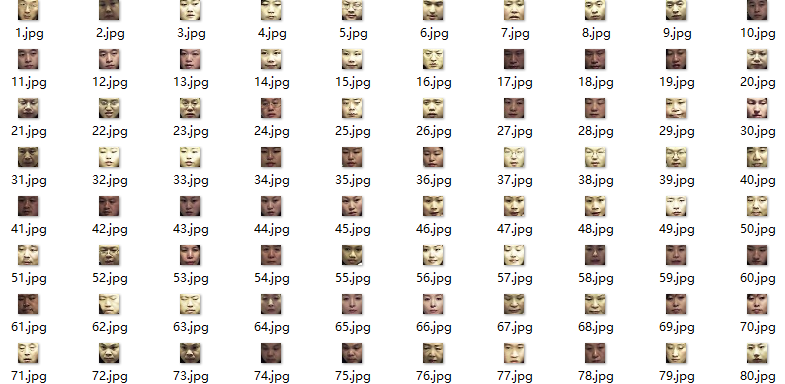 1.jpg 2.jpg 3.jpg 4.jpg 5.jpg 6.jpg 7.jpg 8.jpg 9.jpg 10.jpg
11.jpg 12.jpg 13.jpg 14.jpg 15.jpg 16.jpg 17.jpg 18.jpg 19.jpg 20.jpg
21.jpg 22.jpg 23.jpg 24.jpg 25.jpg 26.jpg 27.jpg 28.jpg 29.jpg 30.jpg
31.jpg 32.jpg 33.jpg 34.jpg 35.jpg 36.jpg 37.jpg 38.jpg 39.jpg 40.jpg
41.jpg 42.jpg 43.jpg 44.jpg 45.jpg 46.jpg 47.jpg 48.jpg 49.jpg 50.jpg
51.jpg 52.jpg 53.jpg 54.jpg 55.jpg 56.jpg 57.jpg 58.jpg 59.jpg 60.jpg
61.jpg 62.jpg 63.jpg 64.jpg 65.jpg 66.jpg 67.jpg 68.jpg 69.jpg 70.jpg
71.jpg 72.jpg 73.jpg 74.jpg 75.jpg 76.jpg 77.jpg 78.jpg 79.jpg 80.jpg